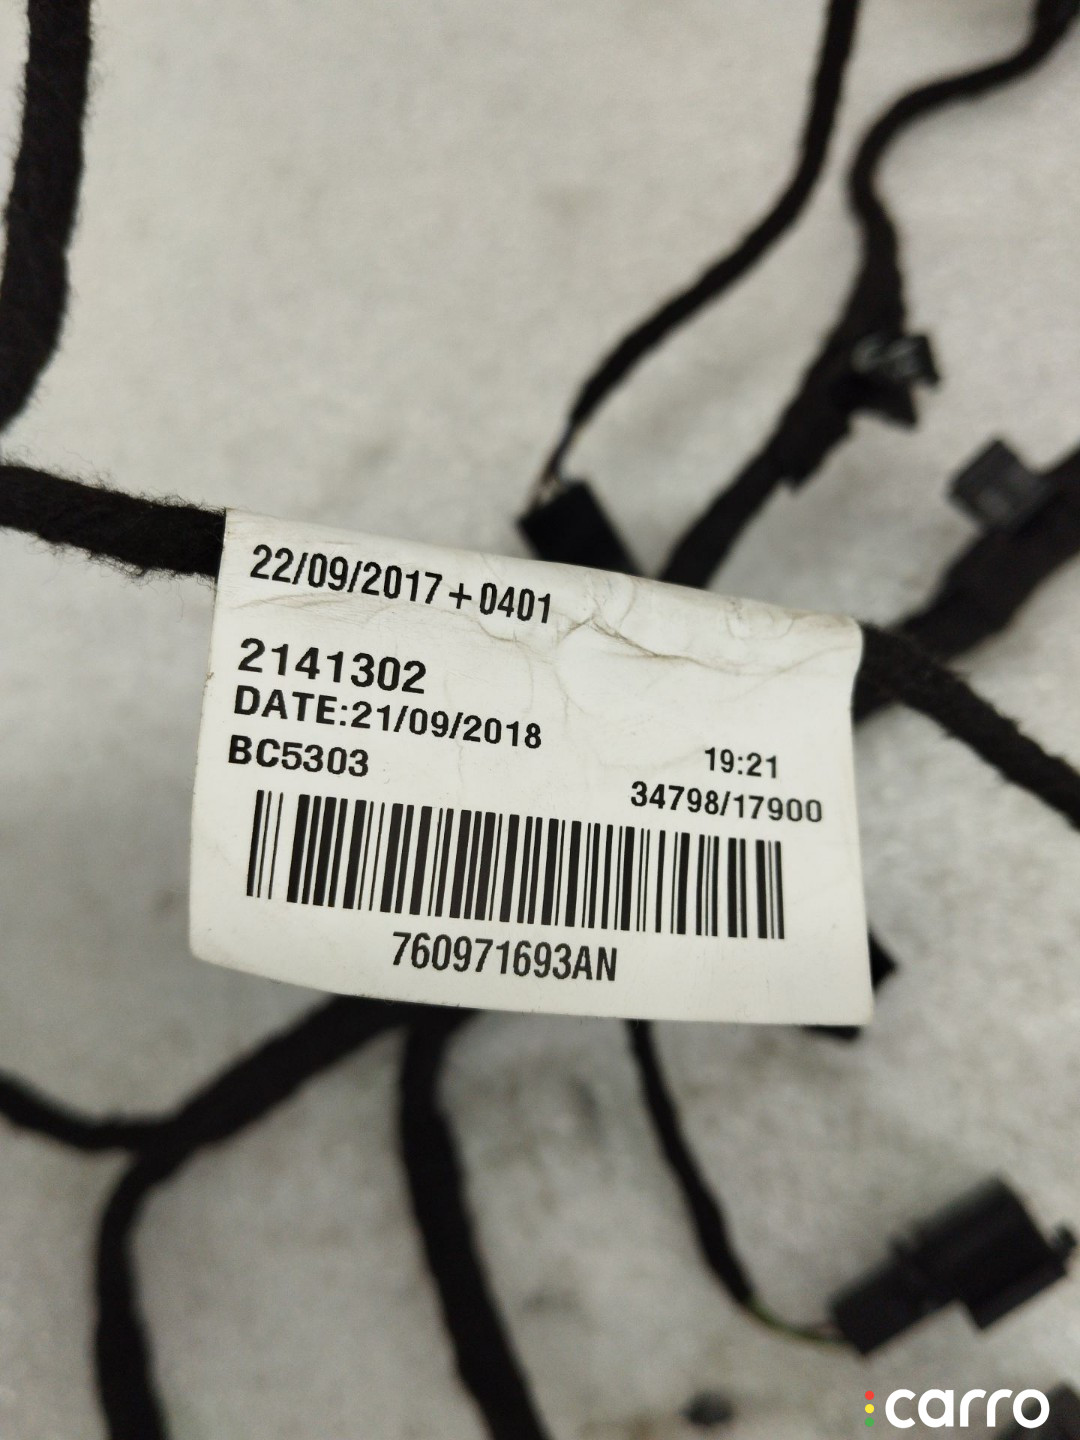 22/09/2017+0401
2141302
DATE:21/09/2018
BC5303
19:21
34798/17900
760971693AN
carro